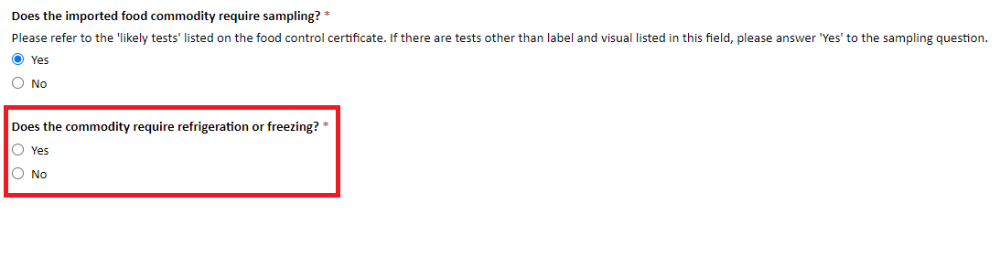 Does the imported food commodity require sampling? *
Please refer to the 'likely tests' listed on the food control certificate. If there are tests other than label and visual listed in this field, please answer 'Yes' to the sampling question.
Yes
No
Does the commodity require refrigeration or freezing? *
Yes
No